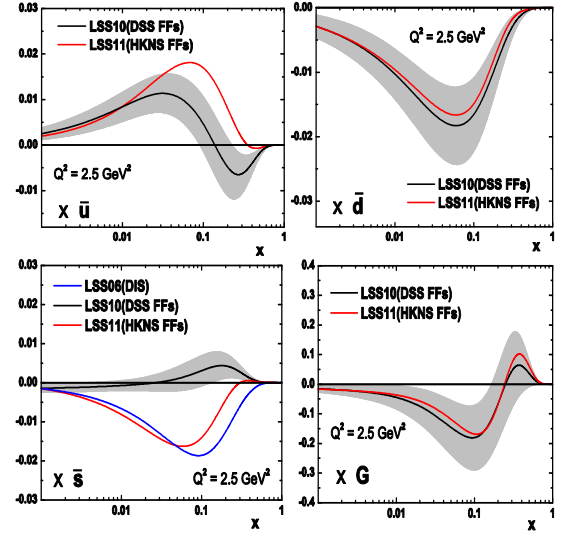 0.03
LSS10(DSS FFs)
LSS11(HKNS FFs)
0.02
0.01
0.00
-0.01
Q² = 2.5 GeV²
x ū
0.01
0.1
1
X
0.00
Q² = 2.5 GeV²
-0.01
-0.02
-0.03
LSS10(DSS FFs)
LSS11(HKNS FFs)
x d̄
0.01
0.1
1
X
0.03
LSS06(DIS)
LSS10(DSS FFs)
LSS11(HKNS FFs)
0.02
0.01
0.00
-0.01
-0.02
-0.03
x s̄
Q² = 2.5 GeV²
0.01
0.1
1
X
0.4
LSS10(DSS FFs)
LSS11(HKNS FFs)
0.3
0.2
0.1
0.0
-0.1
-0.2
-0.3
-0.4
Q² = 2.5 GeV²
x G
0.01
0.1
1
X